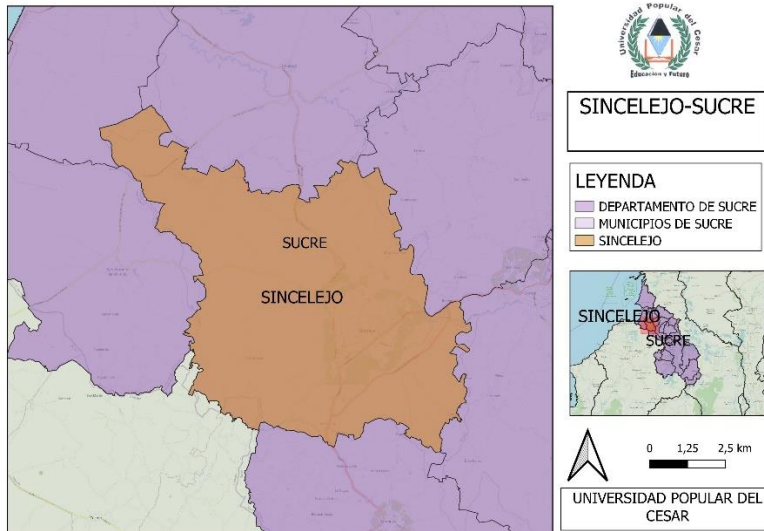 SUCRE
SINCELEJO
Universidad Popular del Cesar
Educación y Futuro
SINCELEJO-SUCRE
LEYENDA
DEPARTAMENTO DE SUCRE
MUNICIPIOS DE SUCRE
SINCELEJO
SINCELEJO
SUCRE
0 1,25 2,5 km
UNIVERSIDAD POPULAR DEL
CESAR